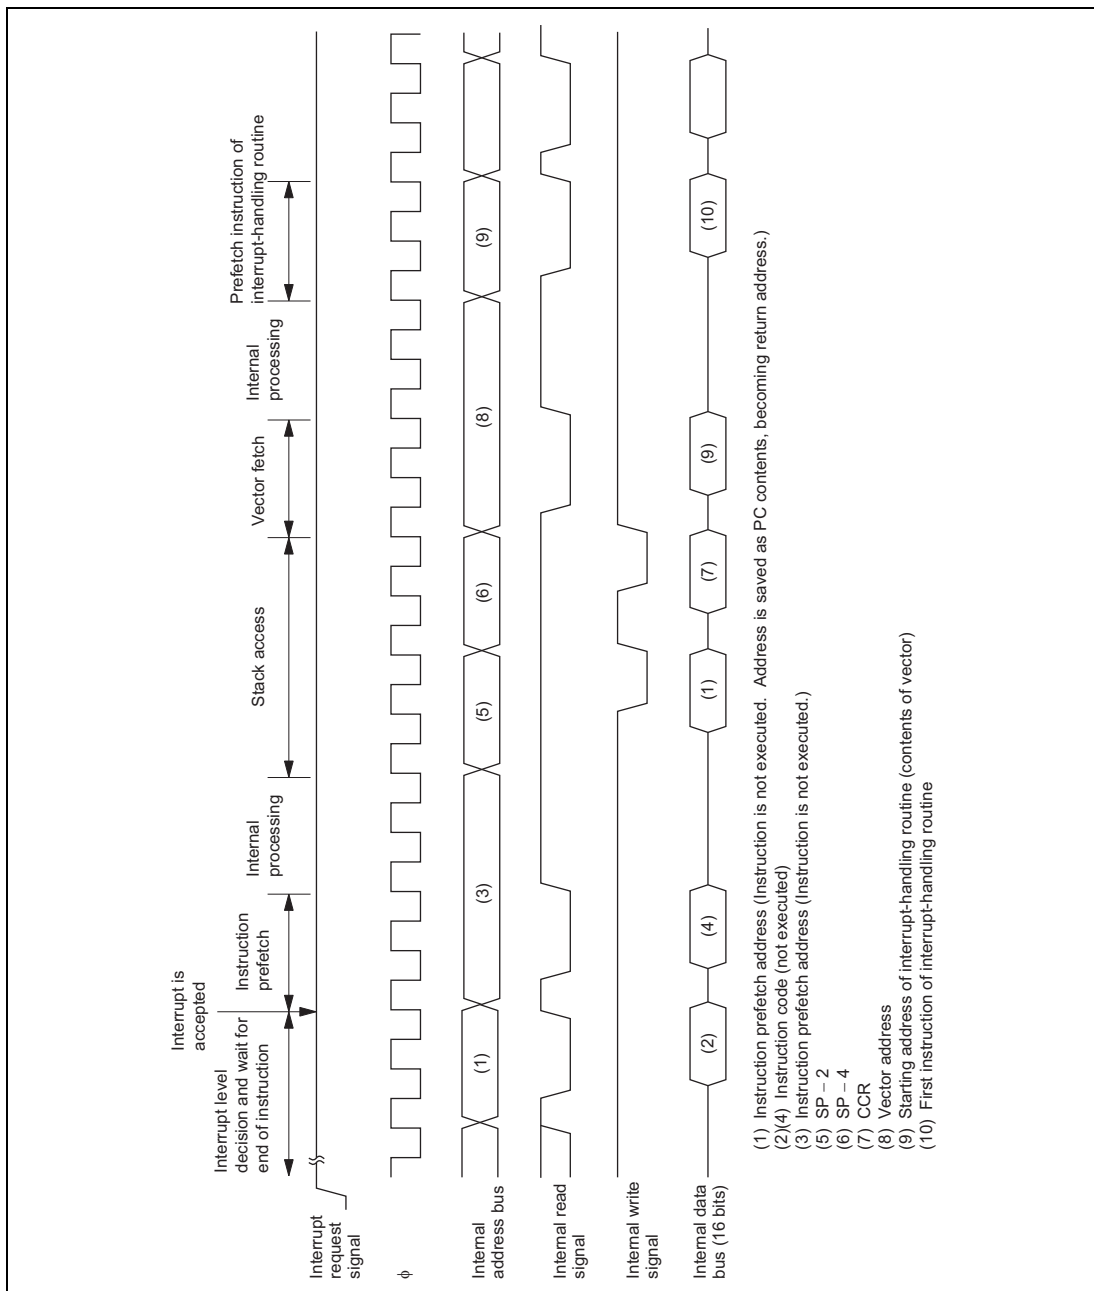 Interrupt is
accepted
Interrupt level
decision and wait for
end of instruction
Instruction
prefetch
Internal
processing
Stack access
Vector fetch
Internal
processing
Prefetch instruction of
interrupt-handling routine
Interrupt
request
signal
ϕ
Internal
address bus
(1)
(3)
(5)
(6)
(8)
(9)
Internal read
signal
Internal write
signal
Internal data
bus (16 bits)
(2)
(4)
(1)
(7)
(9)
(10)
(1) Instruction prefetch address (Instruction is not executed. Address is saved as PC contents, becoming return address.)
(2)(4) Instruction code (not executed)
(3) Instruction prefetch address (Instruction is not executed.)
(5) SP – 2
(6) SP – 4
(7) CCR
(8) Vector address
(9) Starting address of interrupt-handling routine (contents of vector)
(10) First instruction of interrupt-handling routine